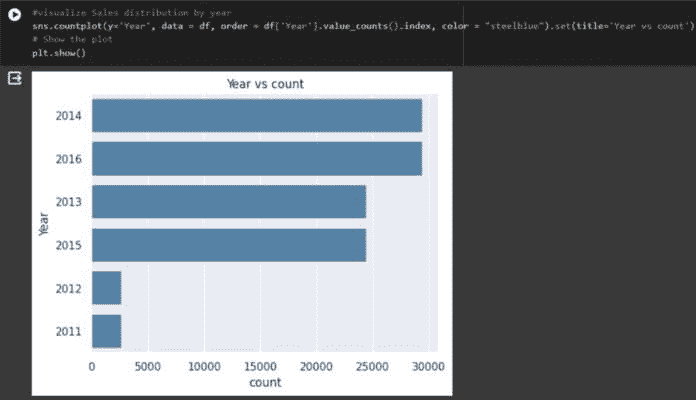 #visualize Sales distribution by year
sns.countplot(y='Year', data = df, order = df['Year'].value_counts().index, color = "steelblue").set(title='Year vs count')
# Show the plot
plt.show()
Year vs count
2014
2016
2013
2015
2012
2011
Year
0 5000 10000 15000 20000 25000 30000
count